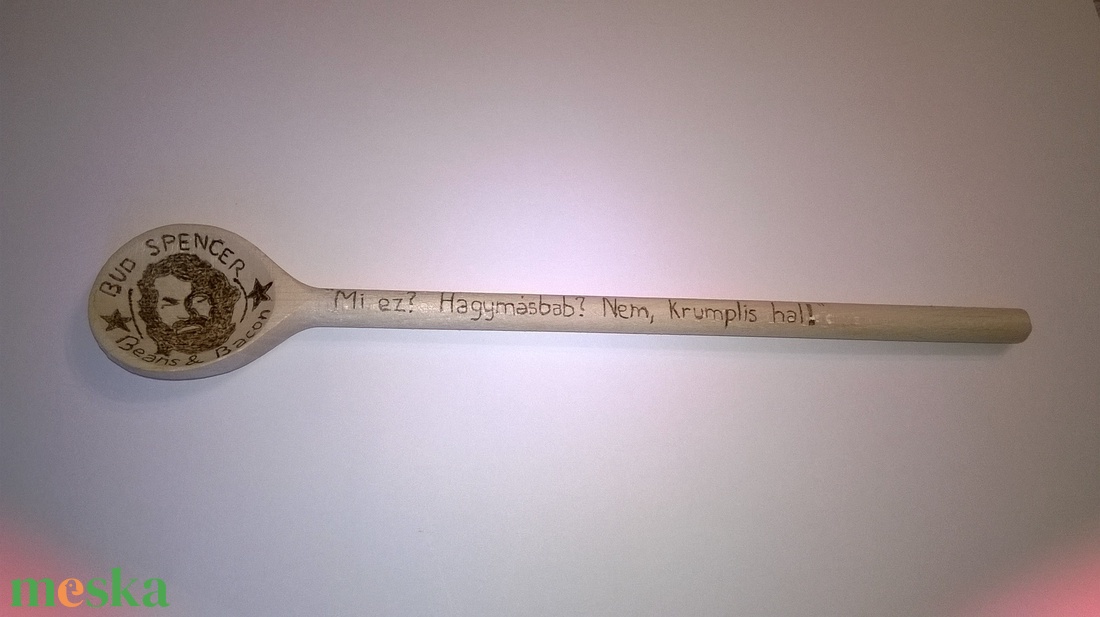 BUD SPENCER
Beans & Bacon
"Mi ez? Hagymásbab? Nem, Krumplis hal!"
meska